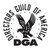 DIRECTORS GUILD OF AMERICA
DGA